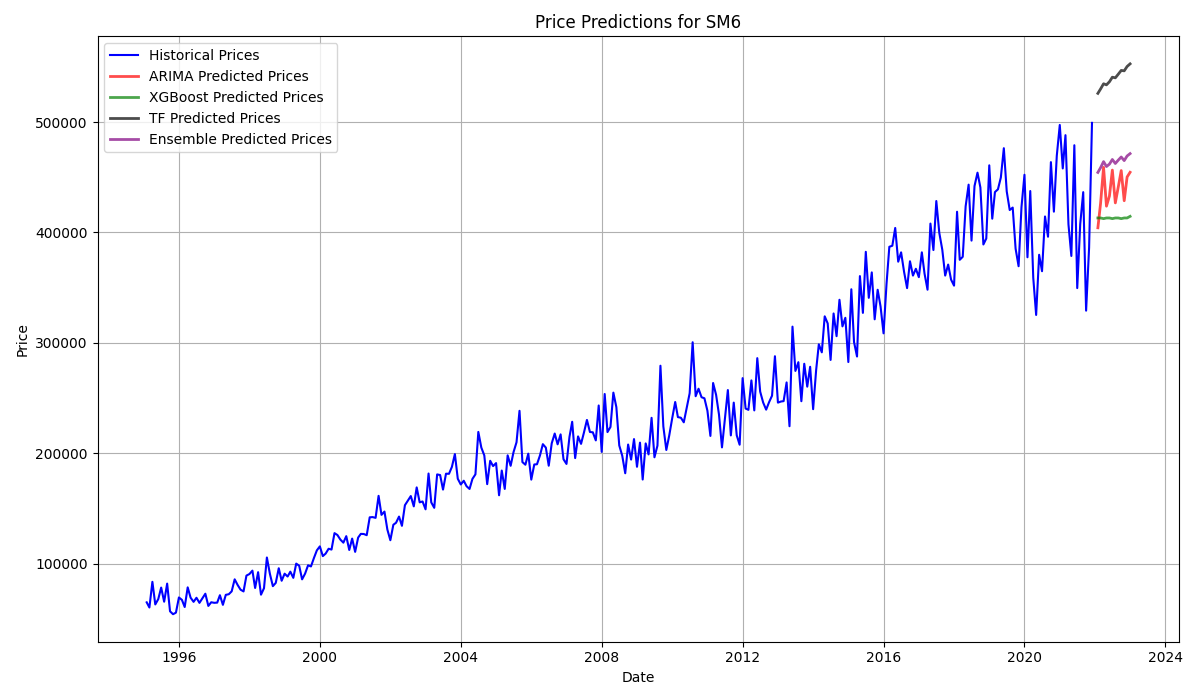 Price Predictions for SM6
Historical Prices
ARIMA Predicted Prices
XGBoost Predicted Prices
TF Predicted Prices
Ensemble Predicted Prices
Price
500000
400000
300000
200000
100000
1996 2000 2004 2008 2012 2016 2020 2024
Date